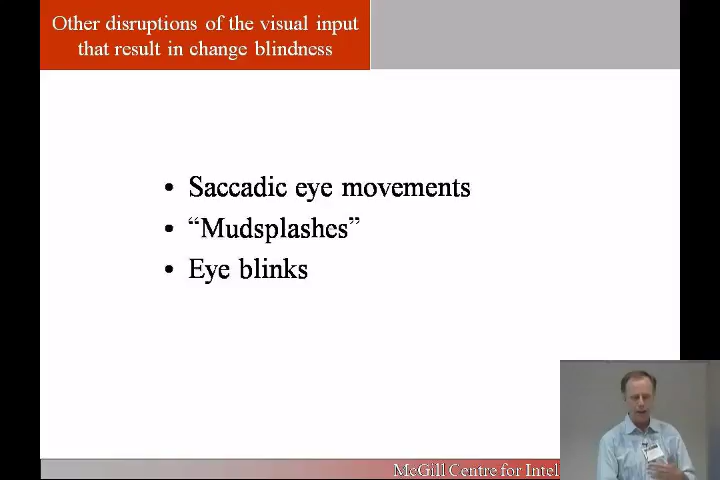 Other disruptions of the visual input
that result in change blindness
• Saccadic eye movements
• “Mudsplashes”
• Eye blinks
McGill Centre for Intel